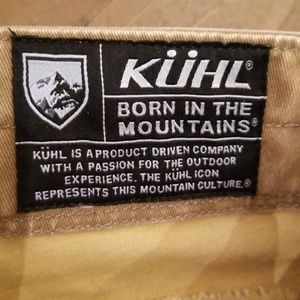 KÜHL®
BORN IN THE
MOUNTAINS®
KÜHL IS A PRODUCT DRIVEN COMPANY
WITH A PASSION FOR THE OUTDOOR
EXPERIENCE. THE KÜHL ICON
REPRESENTS THIS MOUNTAIN CULTURE.®